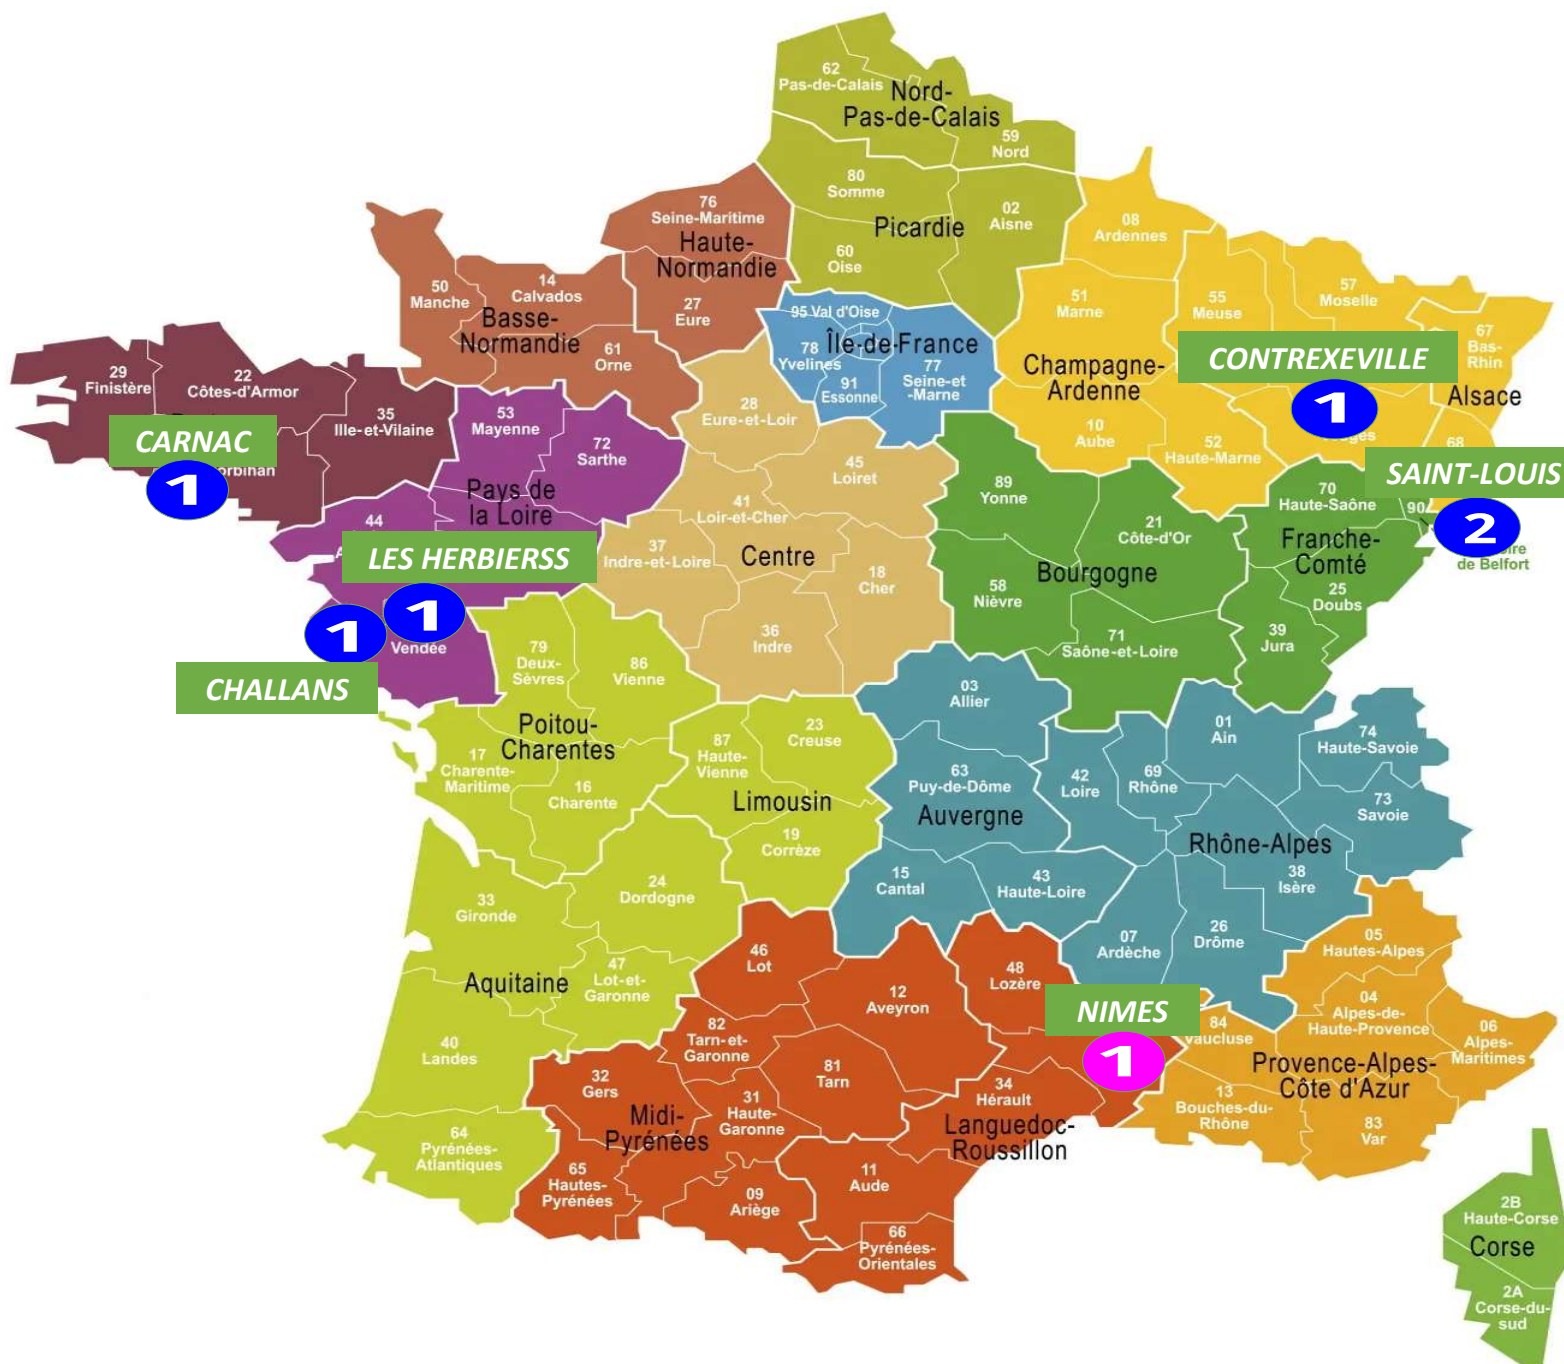 62
Pas-de-Calais
Nord-
Pas-de-Calais
59
Nord
80
Somme
02
Aisne
Picardie
60
Oise
76
Seine-Maritime
Haute-
Normandie
27
Eure
50
Manche
14
Calvados
Basse-
Normandie
61
Orne
08
Ardennes
51
Marne
55
Meuse
57
Moselle
67
Bas-
Rhin
Alsace
68
Champagne-
Ardenne
10
Aube
52
Haute-Marne
CONTREXEVILLE
1
SAINT-LOUIS
2
95 Val d'Oise
Île-de-France
78
Yvelines
91
Essonne
77
Seine-et
-Marne
29
Finistère
22
Côtes-d'Armor
35
Ille-et-Vilaine
CARNAC
1
53
Mayenne
72
Sarthe
Pays de
la Loire
44
LES HERBIERSS
1
1
Vendée
CHALLANS
28
Eure-et-Loir
45
Loiret
41
Loir-et-Cher
37
Indre-et-Loire
Centre
18
Cher
36
Indre
89
Yonne
21
Côte-d'Or
58
Nièvre
Bourgogne
71
Saône-et-Loire
70
Haute-Saône
90
Franche-
Comté
de Belfort
25
Doubs
39
Jura
79
Deux-
Sèvres
86
Vienne
Poitou-
Charentes
17
Charente-
Maritime
16
Charente
87
Haute-
Vienne
23
Creuse
Limousin
19
Corrèze
03
Allier
63
Puy-de-Dôme
Auvergne
15
Cantal
43
Haute-Loire
01
Ain
74
Haute-Savoie
42
Loire
69
Rhône
73
Savoie
Rhône-Alpes
38
Isère
07
Ardèche
26
Drôme
24
Dordogne
33
Gironde
47
Lot-et-
Garonne
Aquitaine
40
Landes
64
Pyrénées-
Atlantiques
46
Lot
12
Aveyron
82
Tarn-et-
Garonne
81
Tarn
32
Gers
31
Haute-
Garonne
Midi-
Pyrénées
65
Hautes-
Pyrénées
09
Ariège
48
Lozère
NIMES
1
34
Hérault
Languedoc-
Roussillon
11
Aude
66
Pyrénées-
Orientales
05
Hautes-Alpes
04
Alpes-de-
Haute-Provence
06
Alpes-
Maritimes
84
Vaucluse
Provence-Alpes-
Côte d'Azur
13
Bouches-du-
Rhône
83
Var
2B
Haute-Corse
Corse
2A
Corse-du-
sud